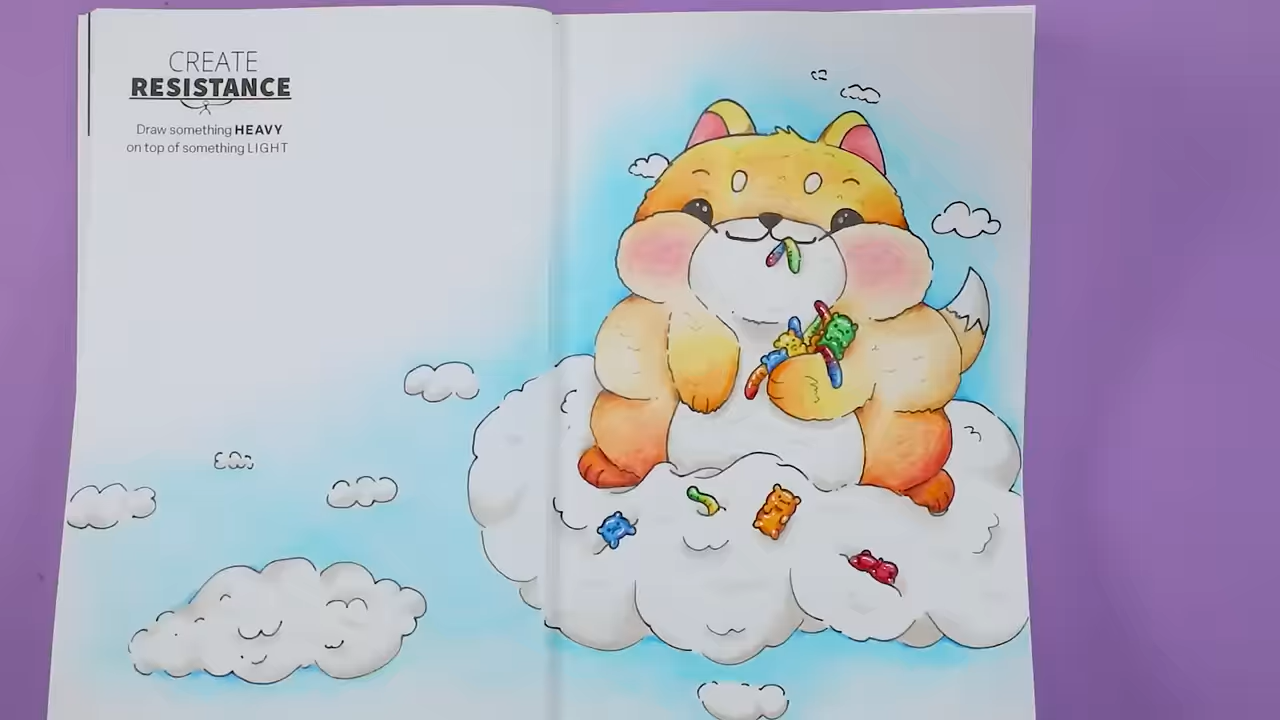 CREATE
RESISTANCE
Draw something HEAVY
on top of something LIGHT